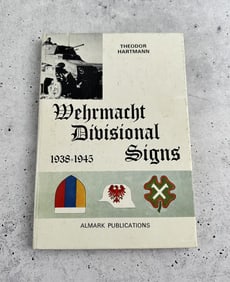 THEODOR
HARTMANN
Wehrmacht
Divisional
Signs
1938-1945
ALMARK PUBLICATIONS